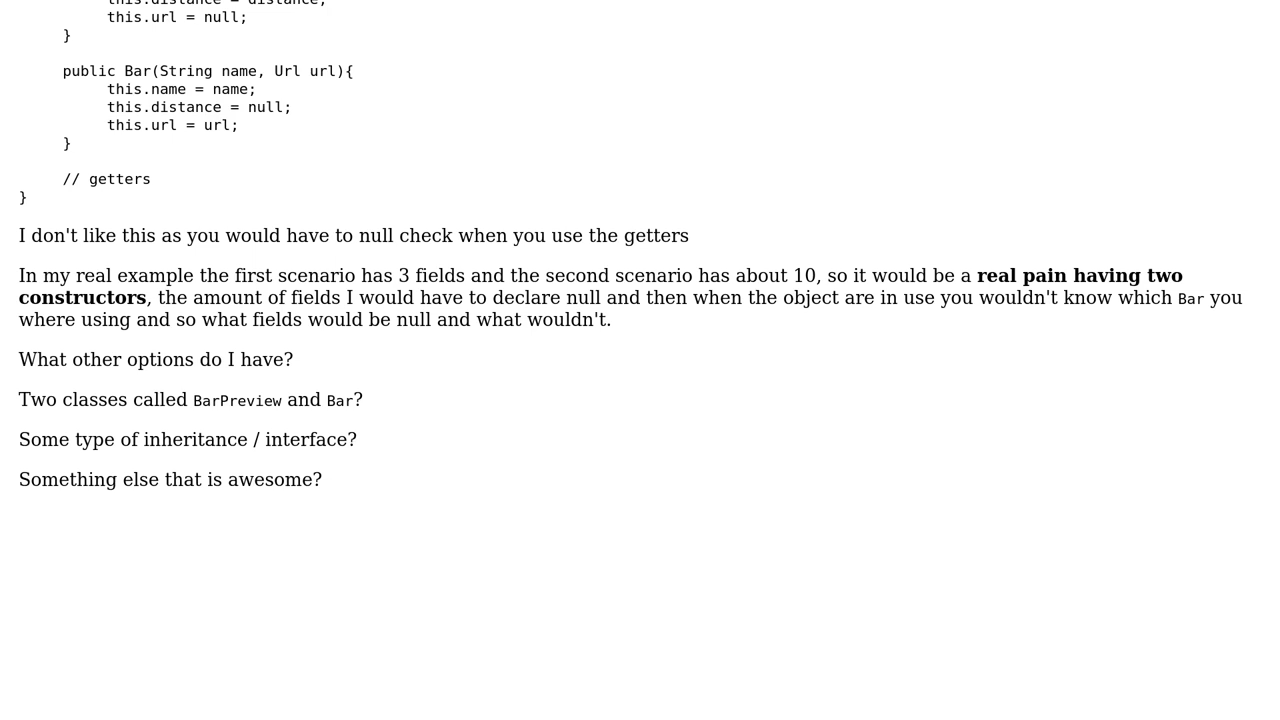 this.distance = distance;
this.url = null;
}
public Bar(String name, Url url){
this.name = name;
this.distance = null;
this.url = url;
}
// getters
}
I don't like this as you would have to null check when you use the getters
In my real example the first scenario has 3 fields and the second scenario has about 10, so it would be a real pain having two
constructors, the amount of fields I would have to declare null and then when the object are in use you wouldn't know which Bar you
where using and so what fields would be null and what wouldn't.
What other options do I have?
Two classes called BarPreview and Bar?
Some type of inheritance / interface?
Something else that is awesome?